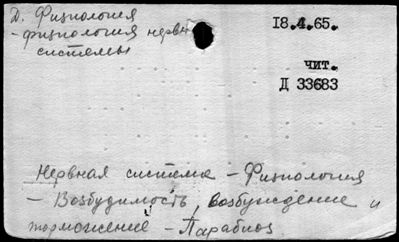 Д. Физиология
- физиология нервн
системы
18.4.65.
чит.
Д 33683
Нервная система - Физиология
- Возбудимость, возбуждение и
торможение - Парабиоз